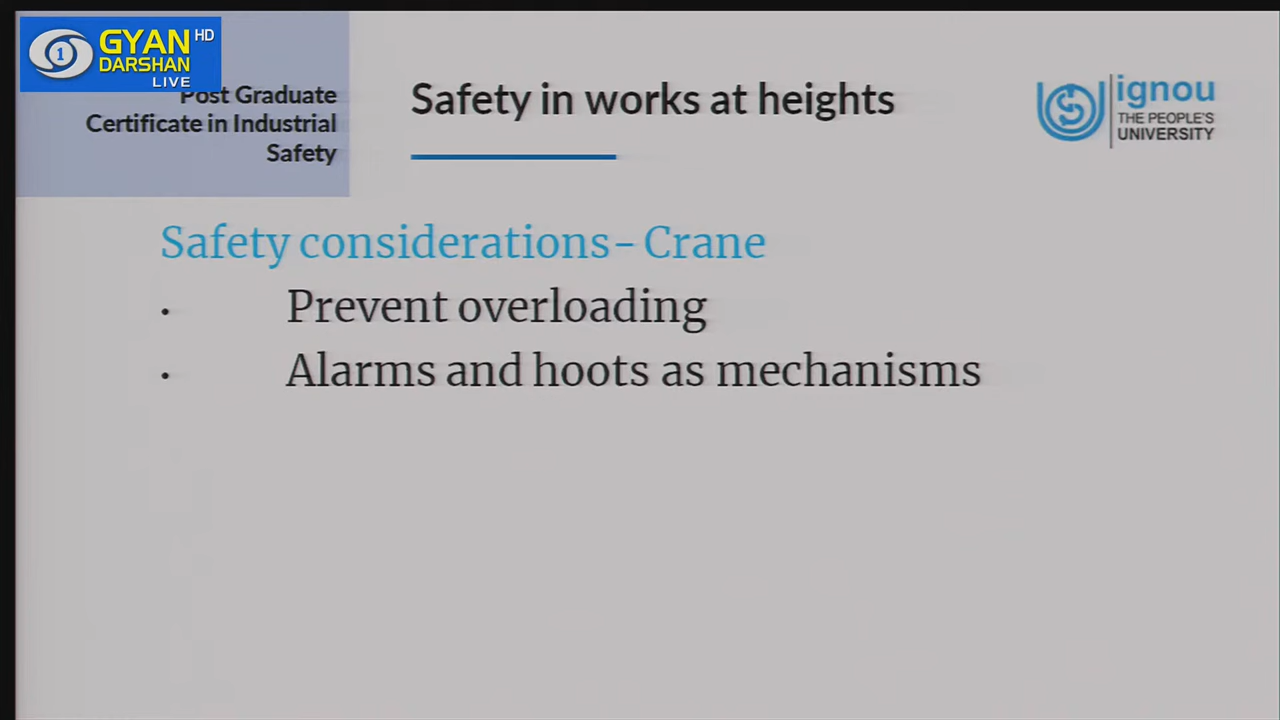 GYAN HD
DARSHAN
1
LIVE
Post Graduate
Certificate in Industrial
Safety
Safety in works at heights
ignou
THE PEOPLE'S
UNIVERSITY
Safety considerations - Crane
• Prevent overloading
• Alarms and hoots as mechanisms